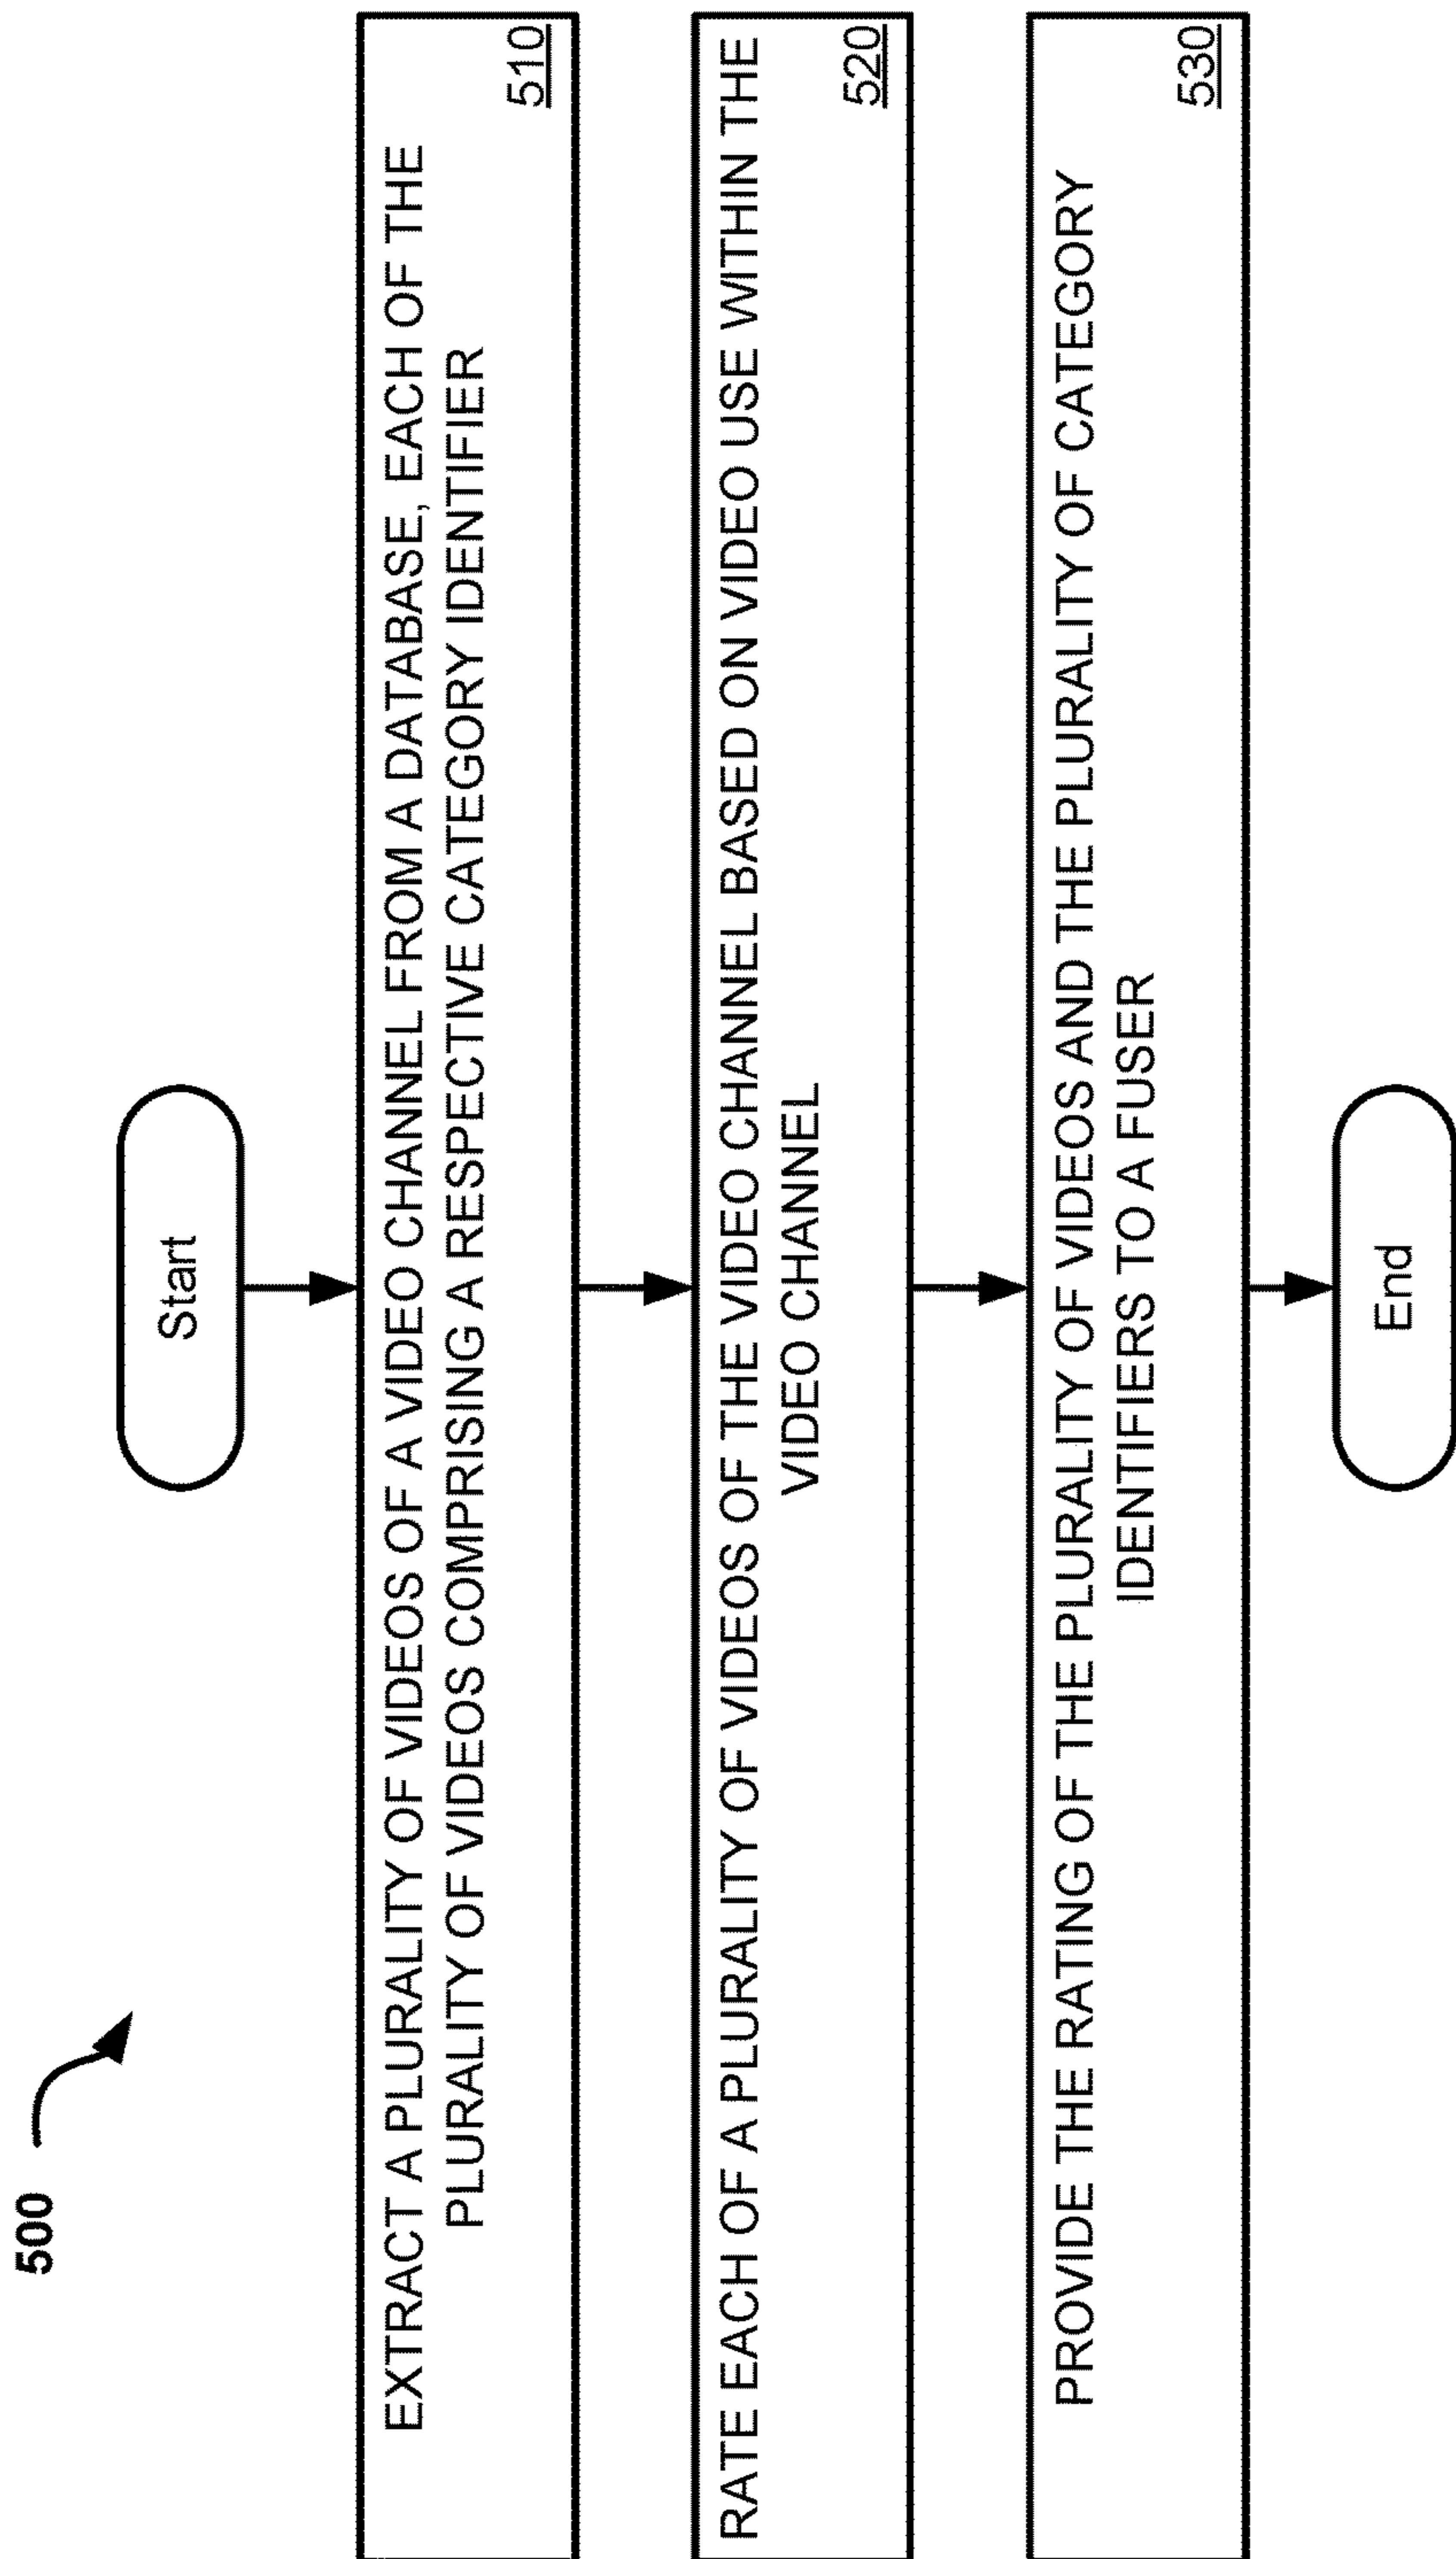 500
Start
EXTRACT A PLURALITY OF VIDEOS OF A VIDEO CHANNEL FROM A DATABASE, EACH OF THE
PLURALITY OF VIDEOS COMPRISING A RESPECTIVE CATEGORY IDENTIFIER
510
RATE EACH OF A PLURALITY OF VIDEOS OF THE VIDEO CHANNEL BASED ON VIDEO USE WITHIN THE
VIDEO CHANNEL
520
PROVIDE THE RATING OF THE PLURALITY OF VIDEOS AND THE PLURALITY OF CATEGORY
IDENTIFIERS TO A FUSER
530
End